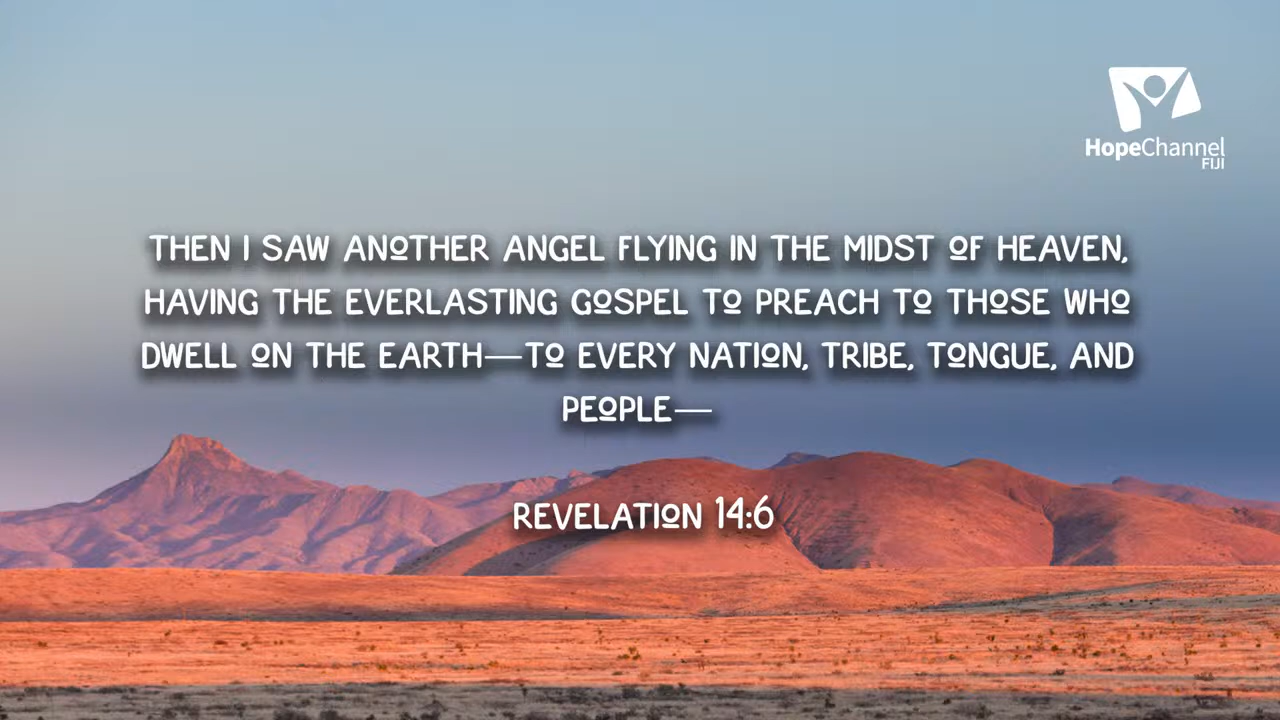 HopeChannel
FIJI
THEN I SAW ANOTHER ANGEL FLYING IN THE MIDST OF HEAVEN,
HAVING THE EVERLASTING GOSPEL TO PREACH TO THOSE WHO
DWELL ON THE EARTH—TO EVERY NATION, TRIBE, TONGUE, AND
PEOPLE—
REVELATION 14:6